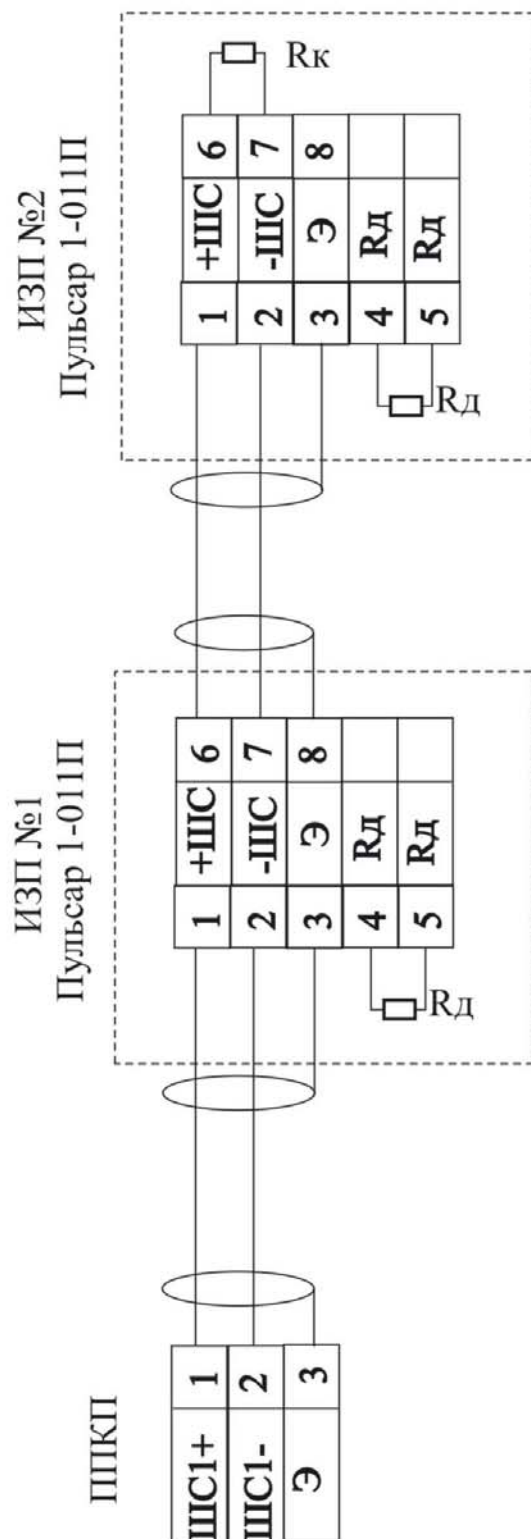 ППКП
ШС1+ 1
ШС1- 2
Э 3
ИЗП №1
Пульсар 1-011П
1 +ШС 6
2 -ШС 7
3 Э 8
4 Rд
5 Rд
Rд
ИЗП №2
Пульсар 1-011П
1 +ШС 6
2 -ШС 7
3 Э 8
4 Rд
5 Rд
Rд
Rк